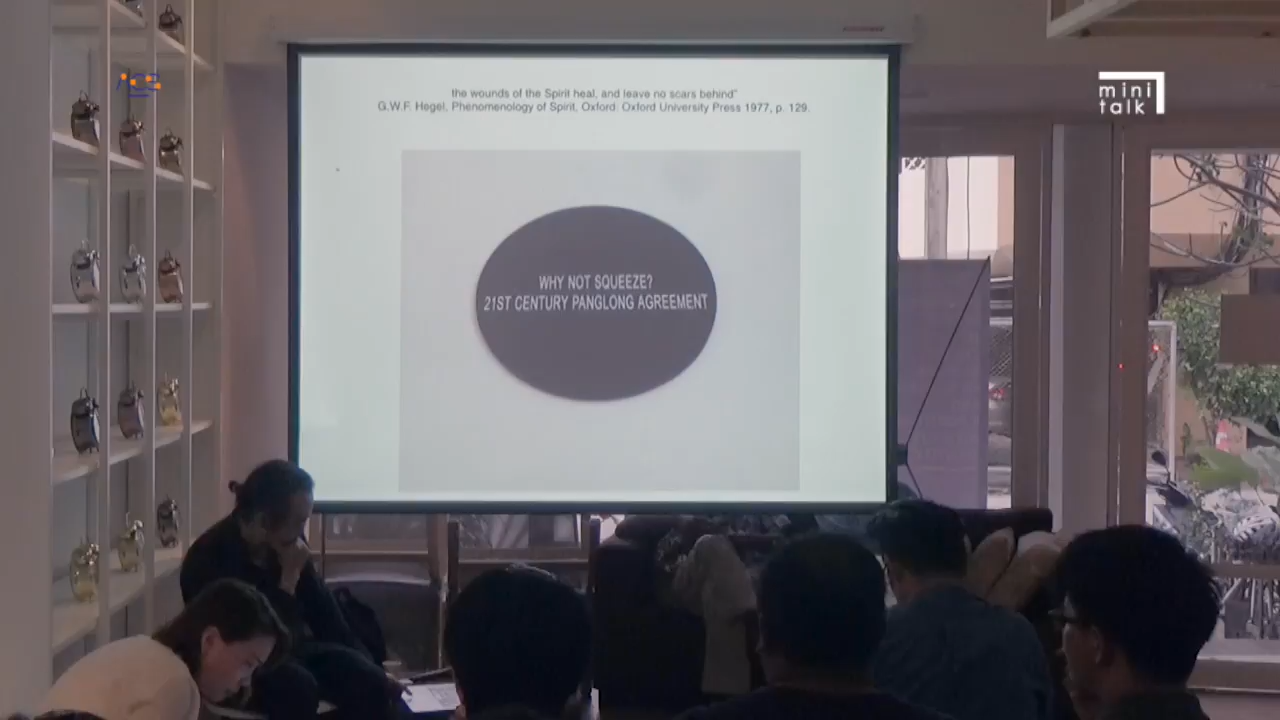 the wounds of the Spirit heal, and leave no scars behind"
G.W.F. Hegel, Phenomenology of Spirit, Oxford: Oxford University Press 1977, p. 129.
WHY NOT SQUEEZE?
21ST CENTURY PANGLONG AGREEMENT
mini
talk